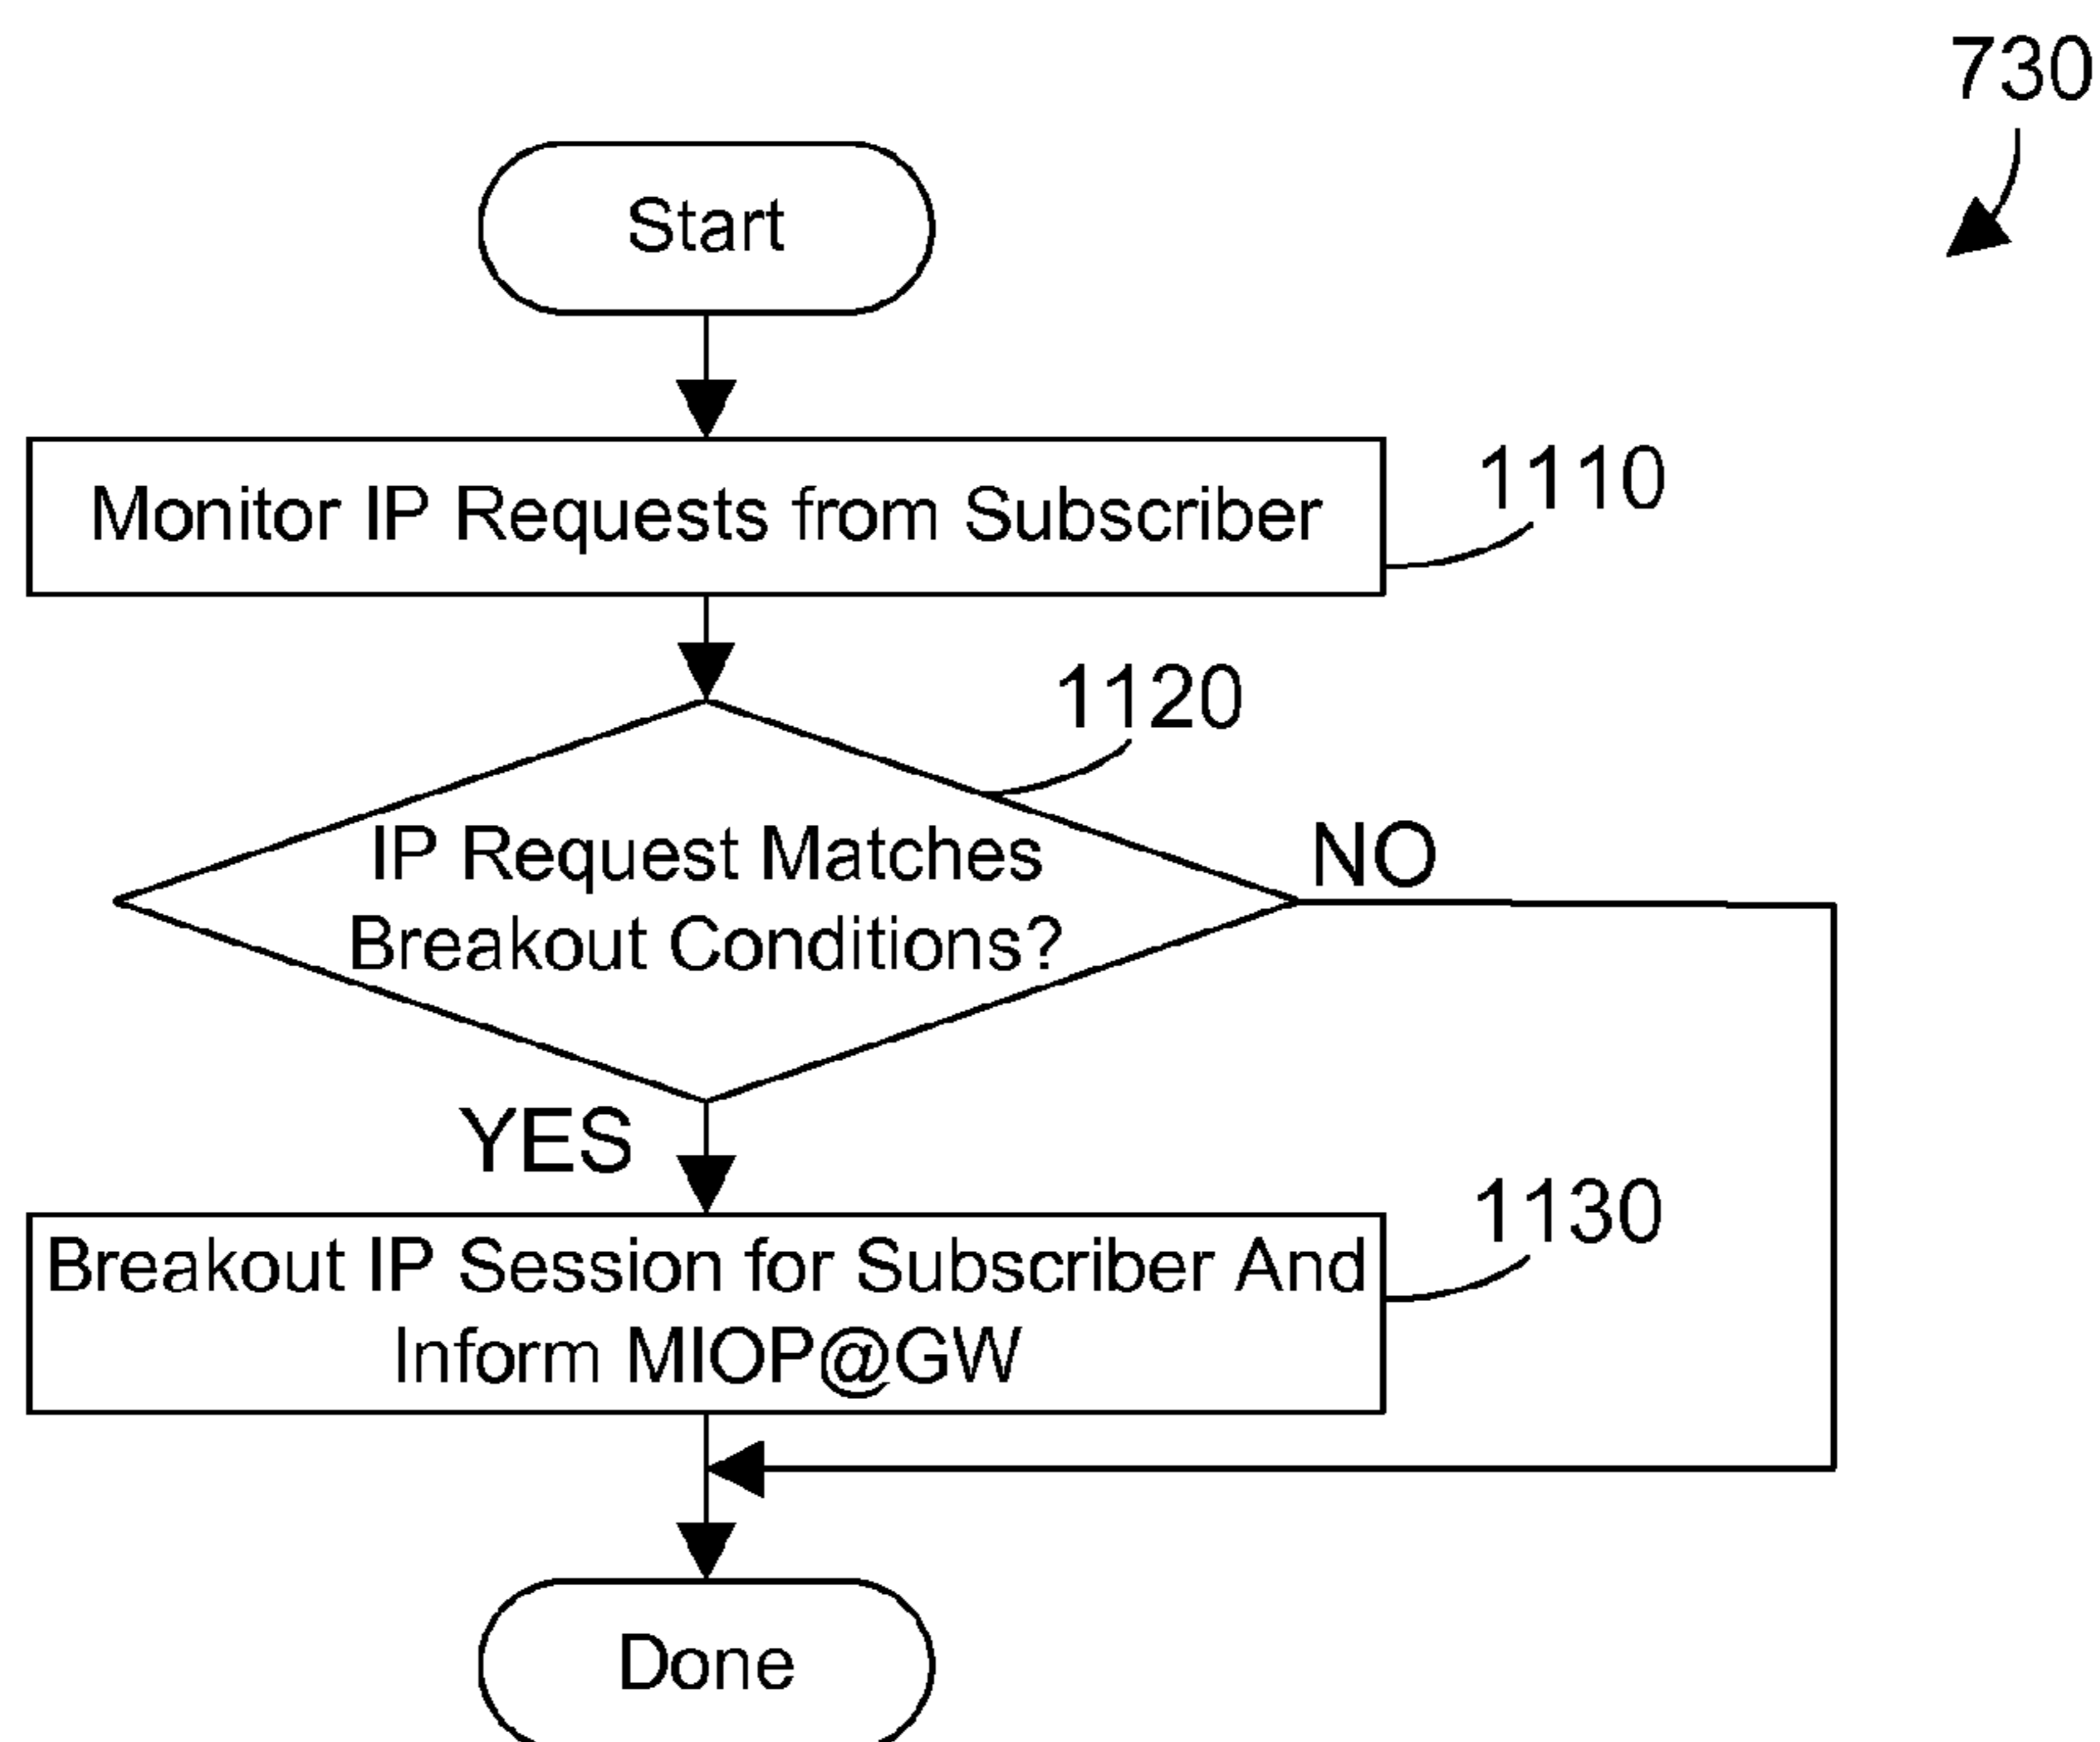 730
Start
Monitor IP Requests from Subscriber
1110
1120
IP Request Matches
Breakout Conditions?
NO
YES
1130
Breakout IP Session for Subscriber And
Inform MIOP@GW
Done